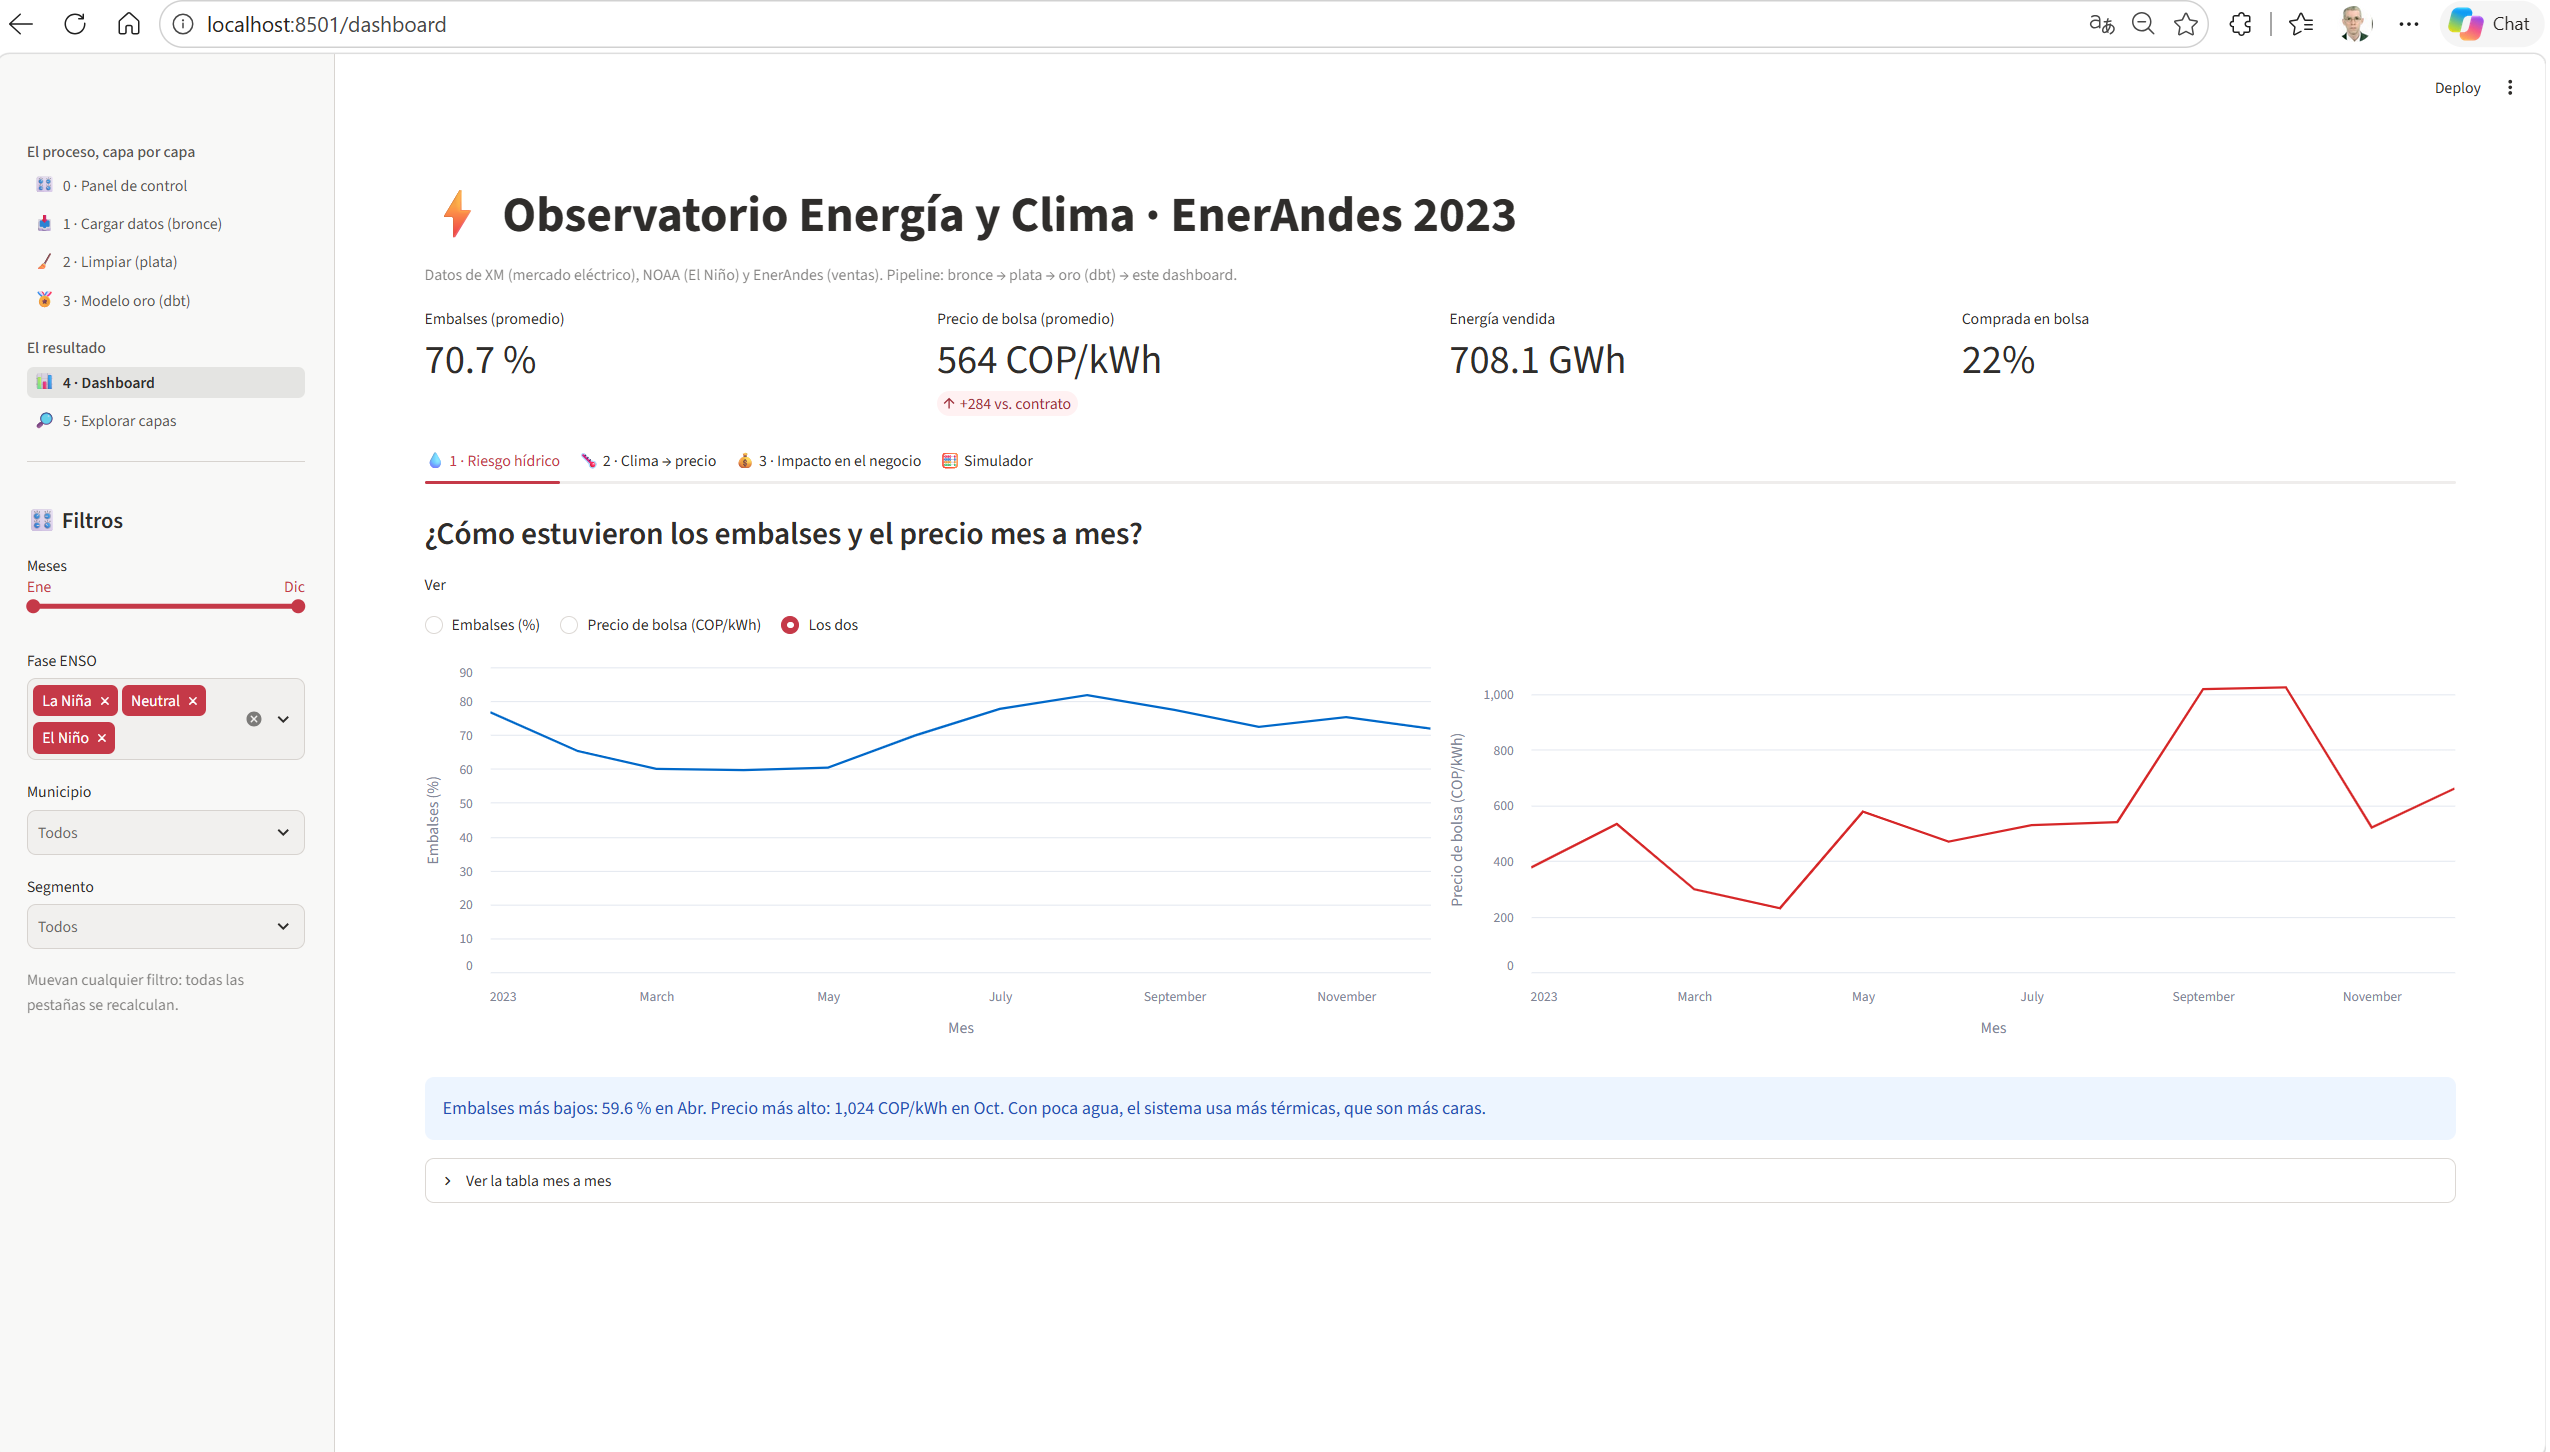 localhost:8501/dashboard
Chat
Deploy
El proceso, capa por capa
0 · Panel de control
1 · Cargar datos (bronce)
2 · Limpiar (plata)
3 · Modelo oro (dbt)
El resultado
4 · Dashboard
5 · Explorar capas
Filtros
Meses
Ene Dic
Fase ENSO
La Niña × Neutral ×
El Niño ×
Municipio
Todos
Segmento
Todos
Muevan cualquier filtro: todas las
pestañas se recalculan.
Observatorio Energía y Clima · EnerAndes 2023
Datos de XM (mercado eléctrico), NOAA (El Niño) y EnerAndes (ventas). Pipeline: bronce → plata → oro (dbt) → este dashboard.
Embalses (promedio)
70.7 %
Precio de bolsa (promedio)
564 COP/kWh
↑ +284 vs. contrato
Energía vendida
708.1 GWh
Comprada en bolsa
22%
1 · Riesgo hídrico 2 · Clima → precio 3 · Impacto en el negocio Simulador
¿Cómo estuvieron los embalses y el precio mes a mes?
Ver
Embalses (%) Precio de bolsa (COP/kWh) Los dos
Embalses (%)
90
80
70
60
50
40
30
20
10
0
2023 March May July September November
Mes
Precio de bolsa (COP/kWh)
1,000
800
600
400
200
0
2023 March May July September November
Mes
Embalses más bajos: 59.6 % en Abr. Precio más alto: 1,024 COP/kWh en Oct. Con poca agua, el sistema usa más térmicas, que son más caras.
Ver la tabla mes a mes